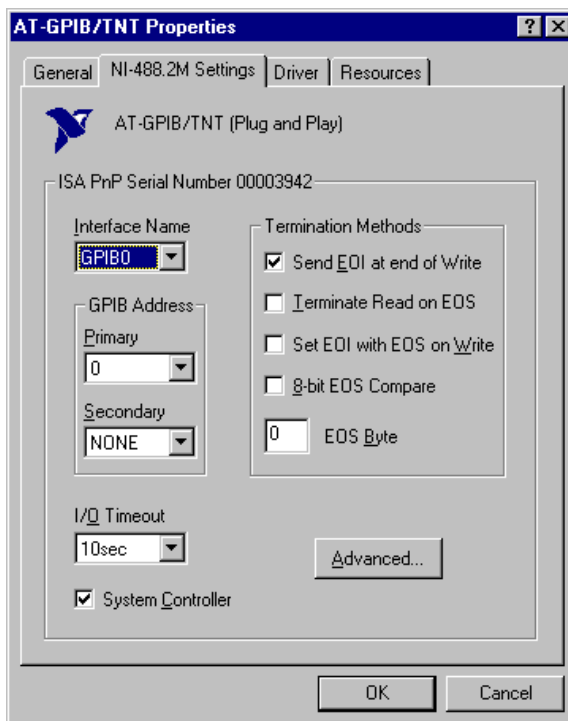 AT-GPIB/TNT Properties
General NI-488.2M Settings Driver Resources
AT-GPIB/TNT (Plug and Play)
ISA PnP Serial Number 00003942
Interface Name
GPIB0
GPIB Address
Primary
0
Secondary
NONE
Termination Methods
Send EOI at end of Write
Terminate Read on EOS
Set EOI with EOS on Write
8-bit EOS Compare
0 EOS Byte
I/O Timeout
10sec
Advanced...
System Controller
OK Cancel